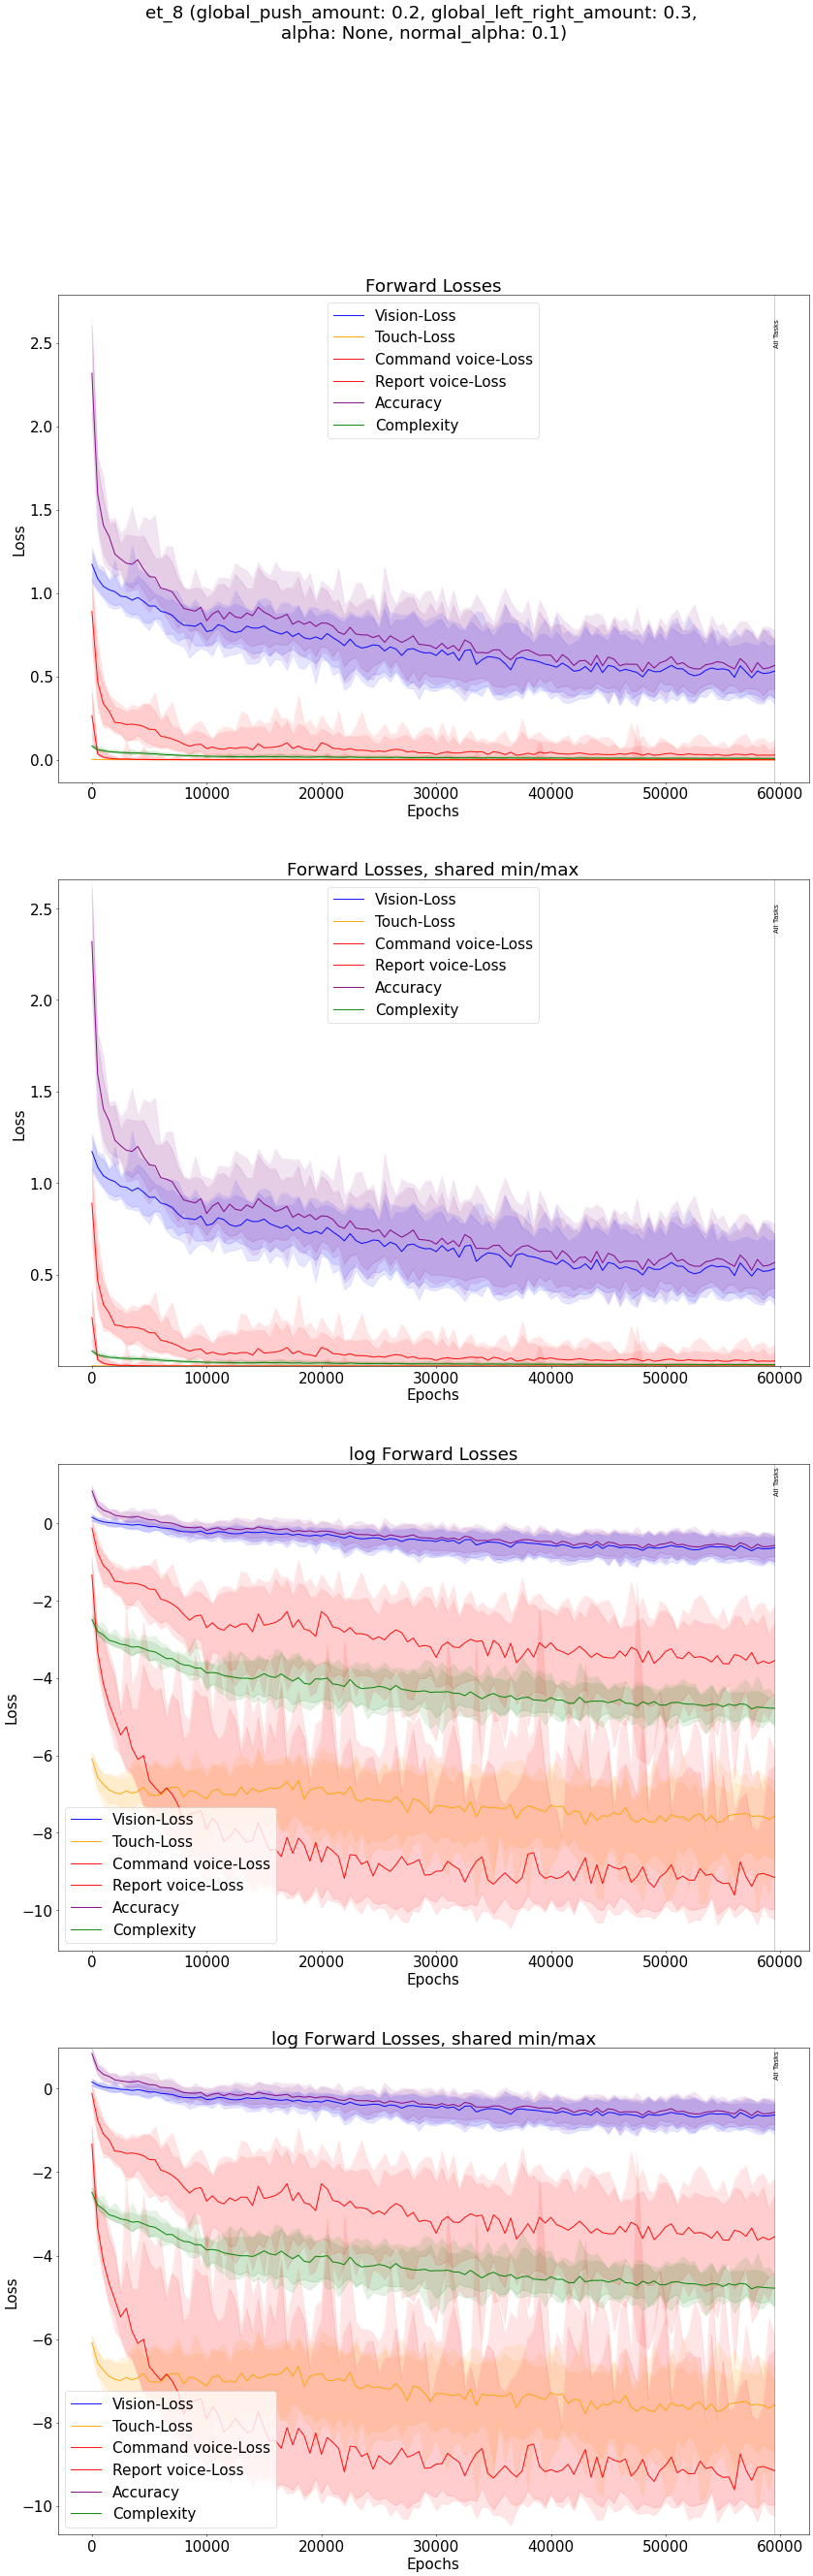 et_8 (global_push_amount: 0.2, global_left_right_amount: 0.3,
alpha: None, normal_alpha: 0.1)
Forward Losses
Vision-Loss
Touch-Loss
Command voice-Loss
Report voice-Loss
Accuracy
Complexity
All Tasks
2.5
2.0
1.5
1.0
0.5
0.0
Loss
0 10000 20000 30000 40000 50000 60000
Epochs
Forward Losses, shared min/max
Vision-Loss
Touch-Loss
Command voice-Loss
Report voice-Loss
Accuracy
Complexity
All Tasks
2.5
2.0
1.5
1.0
0.5
Loss
0 10000 20000 30000 40000 50000 60000
Epochs
log Forward Losses
All Tasks
0
−2
−4
−6
−8
−10
Loss
Vision-Loss
Touch-Loss
Command voice-Loss
Report voice-Loss
Accuracy
Complexity
0 10000 20000 30000 40000 50000 60000
Epochs
log Forward Losses, shared min/max
All Tasks
0
−2
−4
−6
−8
−10
Loss
Vision-Loss
Touch-Loss
Command voice-Loss
Report voice-Loss
Accuracy
Complexity
0 10000 20000 30000 40000 50000 60000
Epochs